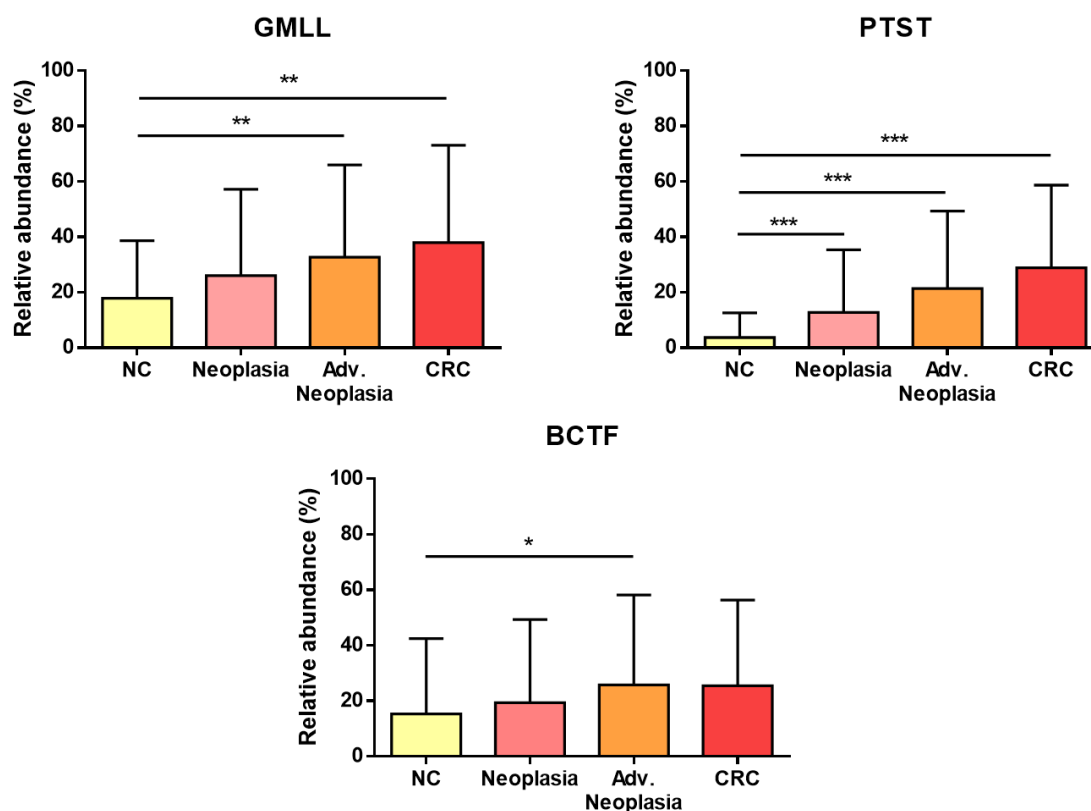 GMLL
Relative abundance (%)
100
80
60
40
20
0
**
**
NC
Neoplasia
Adv.
Neoplasia
CRC
PTST
Relative abundance (%)
100
80
60
40
20
0
***
***
***
NC
Neoplasia
Adv.
Neoplasia
CRC
BCTF
Relative abundance (%)
100
80
60
40
20
0
*
NC
Neoplasia
Adv.
Neoplasia
CRC